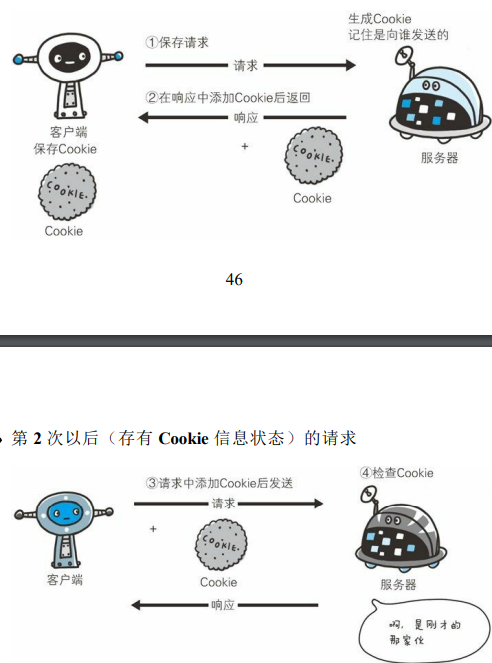 生成Cookie
记住是向谁发送的
①保存请求
请求
②在响应中添加Cookie后返回
响应
+
客户端
保存Cookie
COOKIE
COOKIE
服务器
Cookie
Cookie
46
第 2 次以后（存有 Cookie 信息状态）的请求
③请求中添加Cookie后发送
④检查Cookie
请求
+
COOKIE
客户端
Cookie
服务器
响应
啊，是刚才的
那家伙